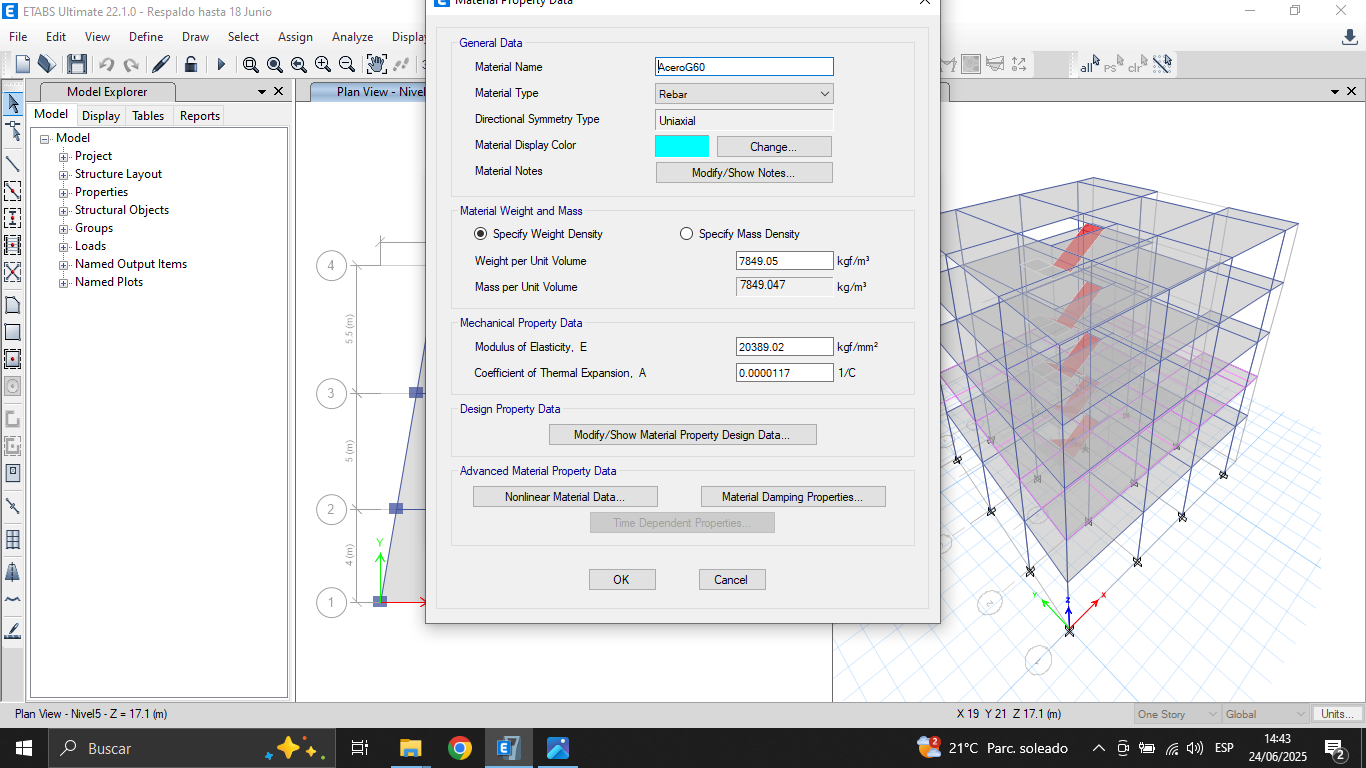 ETABS Ultimate 22.1.0 - Respaldo hasta 18 Junio
Material Property Data
File Edit View Define Draw Select Assign Analyze Display
all PS clr
Model Explorer
Plan View - Nivel
Model Display Tables Reports
Model
Project
Structure Layout
Properties
Structural Objects
Groups
Loads
Named Output Items
Named Plots
4
5.5 (m)
3
5 (m)
2
4 (m)
Y
1
General Data
Material Name AceroG60
Material Type Rebar
Directional Symmetry Type Uniaxial
Material Display Color Change...
Material Notes Modify/Show Notes...
Material Weight and Mass
Specify Weight Density Specify Mass Density
Weight per Unit Volume 7849.05 kgf/m³
Mass per Unit Volume 7849.047 kg/m³
Mechanical Property Data
Modulus of Elasticity, E 20389.02 kgf/mm²
Coefficient of Thermal Expansion, A 0.0000117 1/C
Design Property Data
Modify/Show Material Property Design Data...
Advanced Material Property Data
Nonlinear Material Data... Material Damping Properties...
Time Dependent Properties...
OK Cancel
Y Z X
Plan View - Nivel5 - Z = 17.1 (m) X 19 Y 21 Z 17.1 (m) One Story Global Units...
Buscar 21°C Parc. soleado ESP 14:43
24/06/2025 2